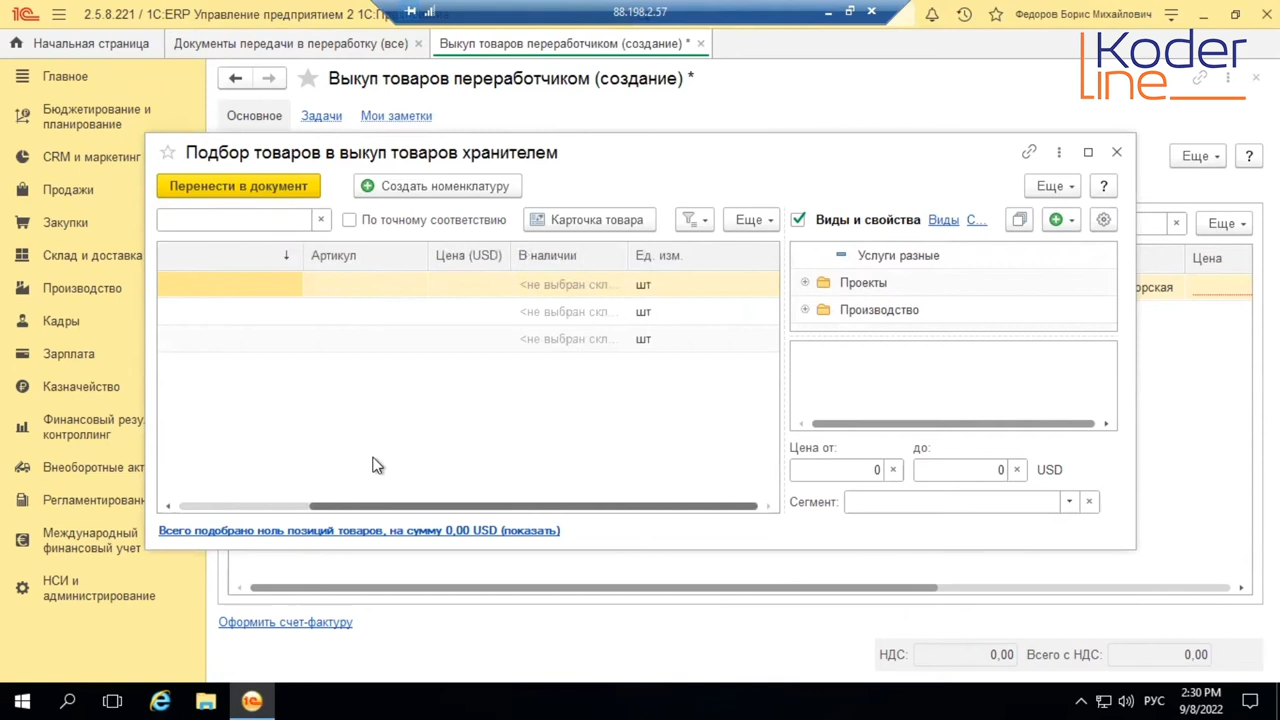 2.5.8.221 / 1С:ERP Управление предприятием 2 1С:П
88.198.2.57
Федоров Борис Михайлович
Начальная страница
Документы передачи в переработку (все) ×
Выкуп товаров переработчиком (создание) * ×
Koder
line
Главное
Бюджетирование и
планирование
CRM и маркетинг
Продажи
Закупки
Склад и доставка
Производство
Кадры
Зарплата
Казначейство
Финансовый резу
контроллинг
Внеоборотные акт
Регламентирован
Международный
финансовый учет
НСИ и
администрирование
Выкуп товаров переработчиком (создание) *
Основное Задачи Мои заметки
Еще ?
Подбор товаров в выкуп товаров хранителем
Перенести в документ Создать номенклатуру Еще ?
По точному соответствию Карточка товара Еще Виды и свойства Виды С...
Еще
Артикул Цена (USD) В наличии Ед. изм.
Цена
<не выбран скл... шт
<не выбран скл... шт
<не выбран скл... шт
Услуги разные
Проекты
Производство
орская
Цена от: до:
0 0 USD
Сегмент:
Всего подобрано ноль позиций товаров, на сумму 0,00 USD (показать)
Оформить счет-фактуру
НДС: 0,00 Всего с НДС: 0,00
РУС
2:30 PM
9/8/2022